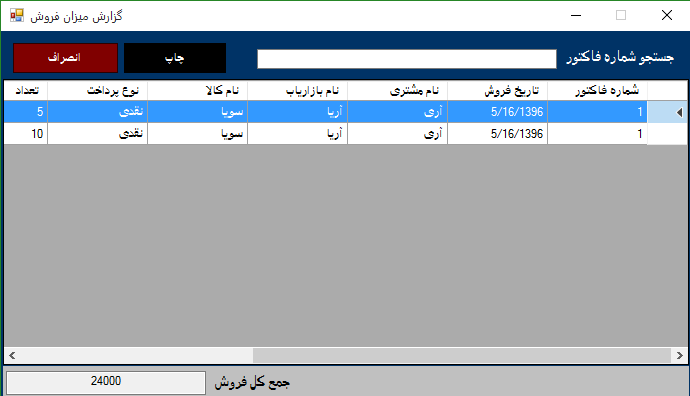 گزارش میزان فروش
جستجو شماره فاکتور
چاپ
انصراف
شماره فاکتور تاریخ فروش نام مشتری نام بازاریاب نام کالا نوع پرداخت تعداد
1 5/16/1396 آری آریا سویا نقدی 5
1 5/16/1396 آری آریا سویا نقدی 10
جمع کل فروش 24000